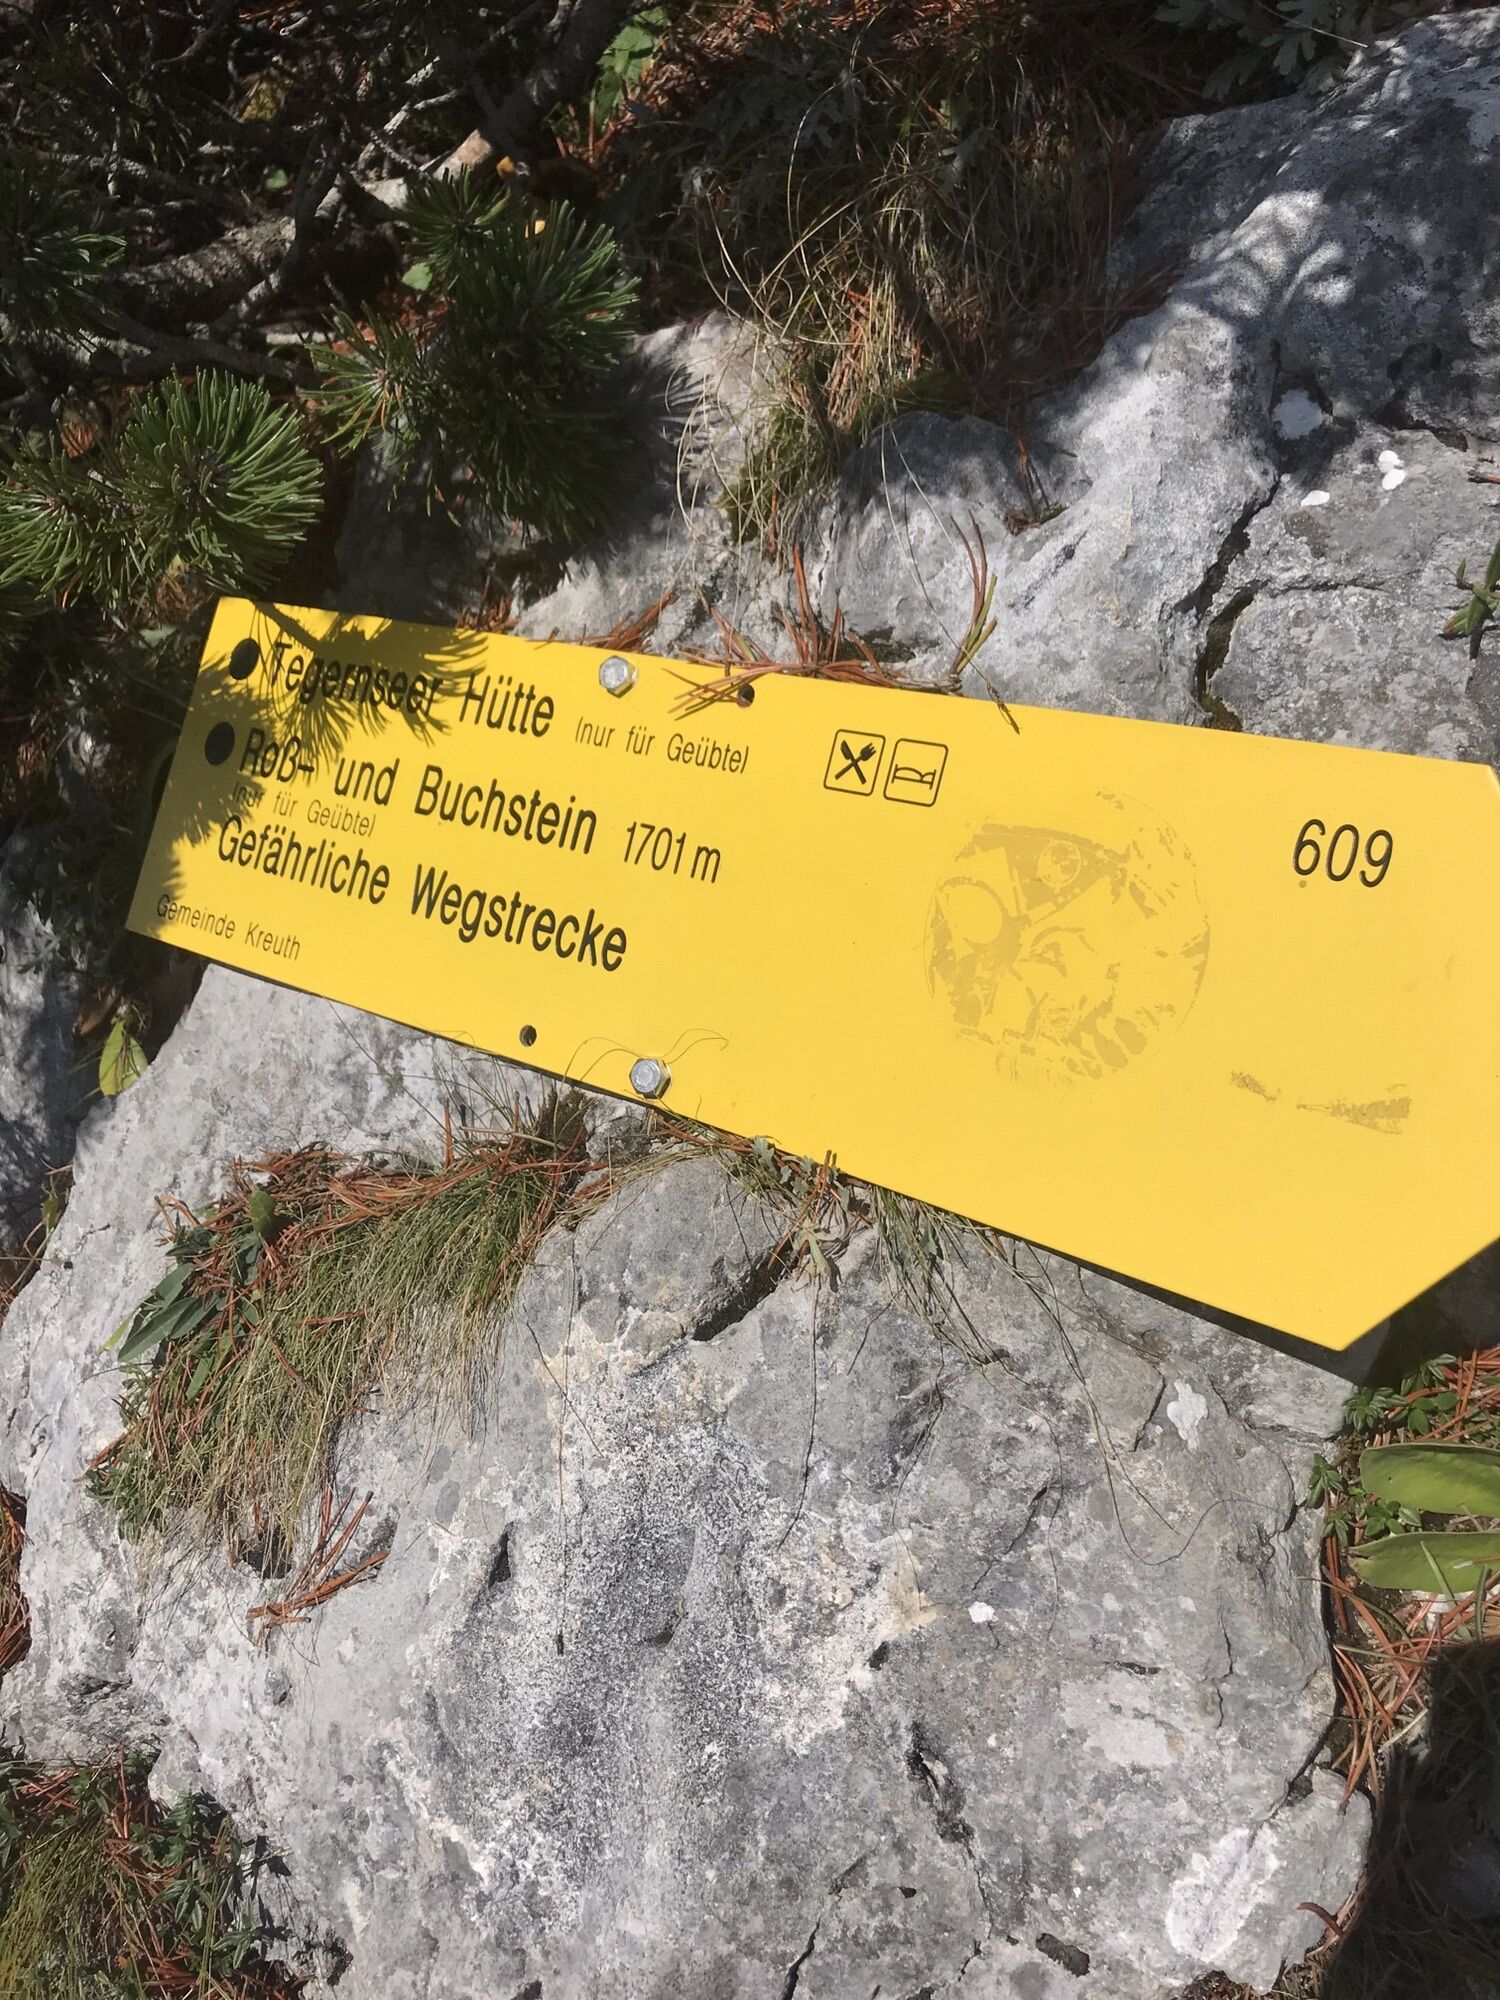 Tegernseer Hütte (nur für Geübte)
Roß- und Buchstein 1701 m
(nur für Geübte)
Gefährliche Wegstrecke
Gemeinde Kreuth
609